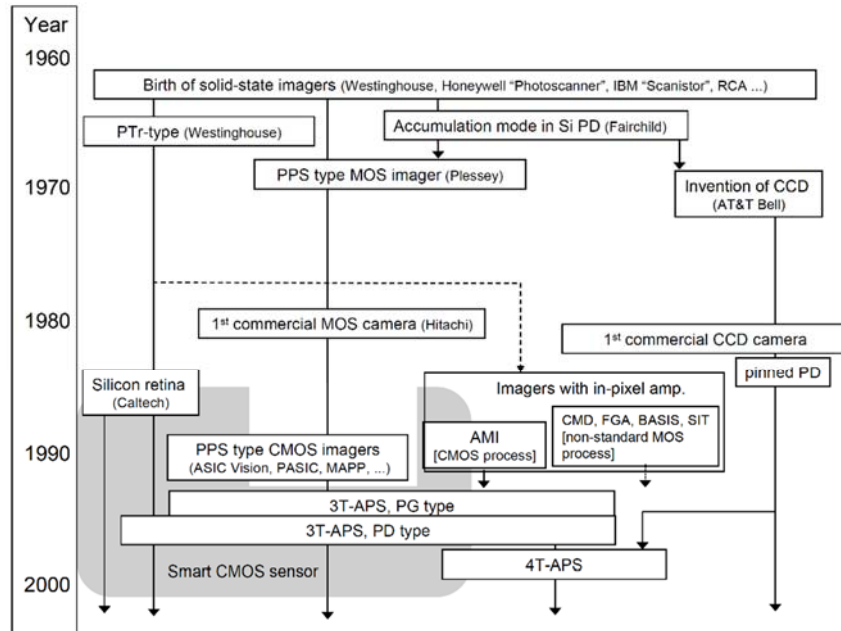 Year
1960
Birth of solid-state imagers (Westinghouse, Honeywell "Photoscanner", IBM "Scanistor", RCA ...)
PTr-type (Westinghouse)
Accumulation mode in Si PD (Fairchild)
PPS type MOS imager (Plessey)
1970
Invention of CCD
(AT&T Bell)
1980
1st commercial MOS camera (Hitachi)
1st commercial CCD camera
pinned PD
Silicon retina
(Caltech)
Imagers with in-pixel amp.
CMD, FGA, BASIS, SIT
[non-standard MOS
process]
AMI
[CMOS process]
1990
PPS type CMOS imagers
(ASIC Vision, PASIC, MAPP, ...)
3T-APS, PG type
3T-APS, PD type
Smart CMOS sensor
4T-APS
2000